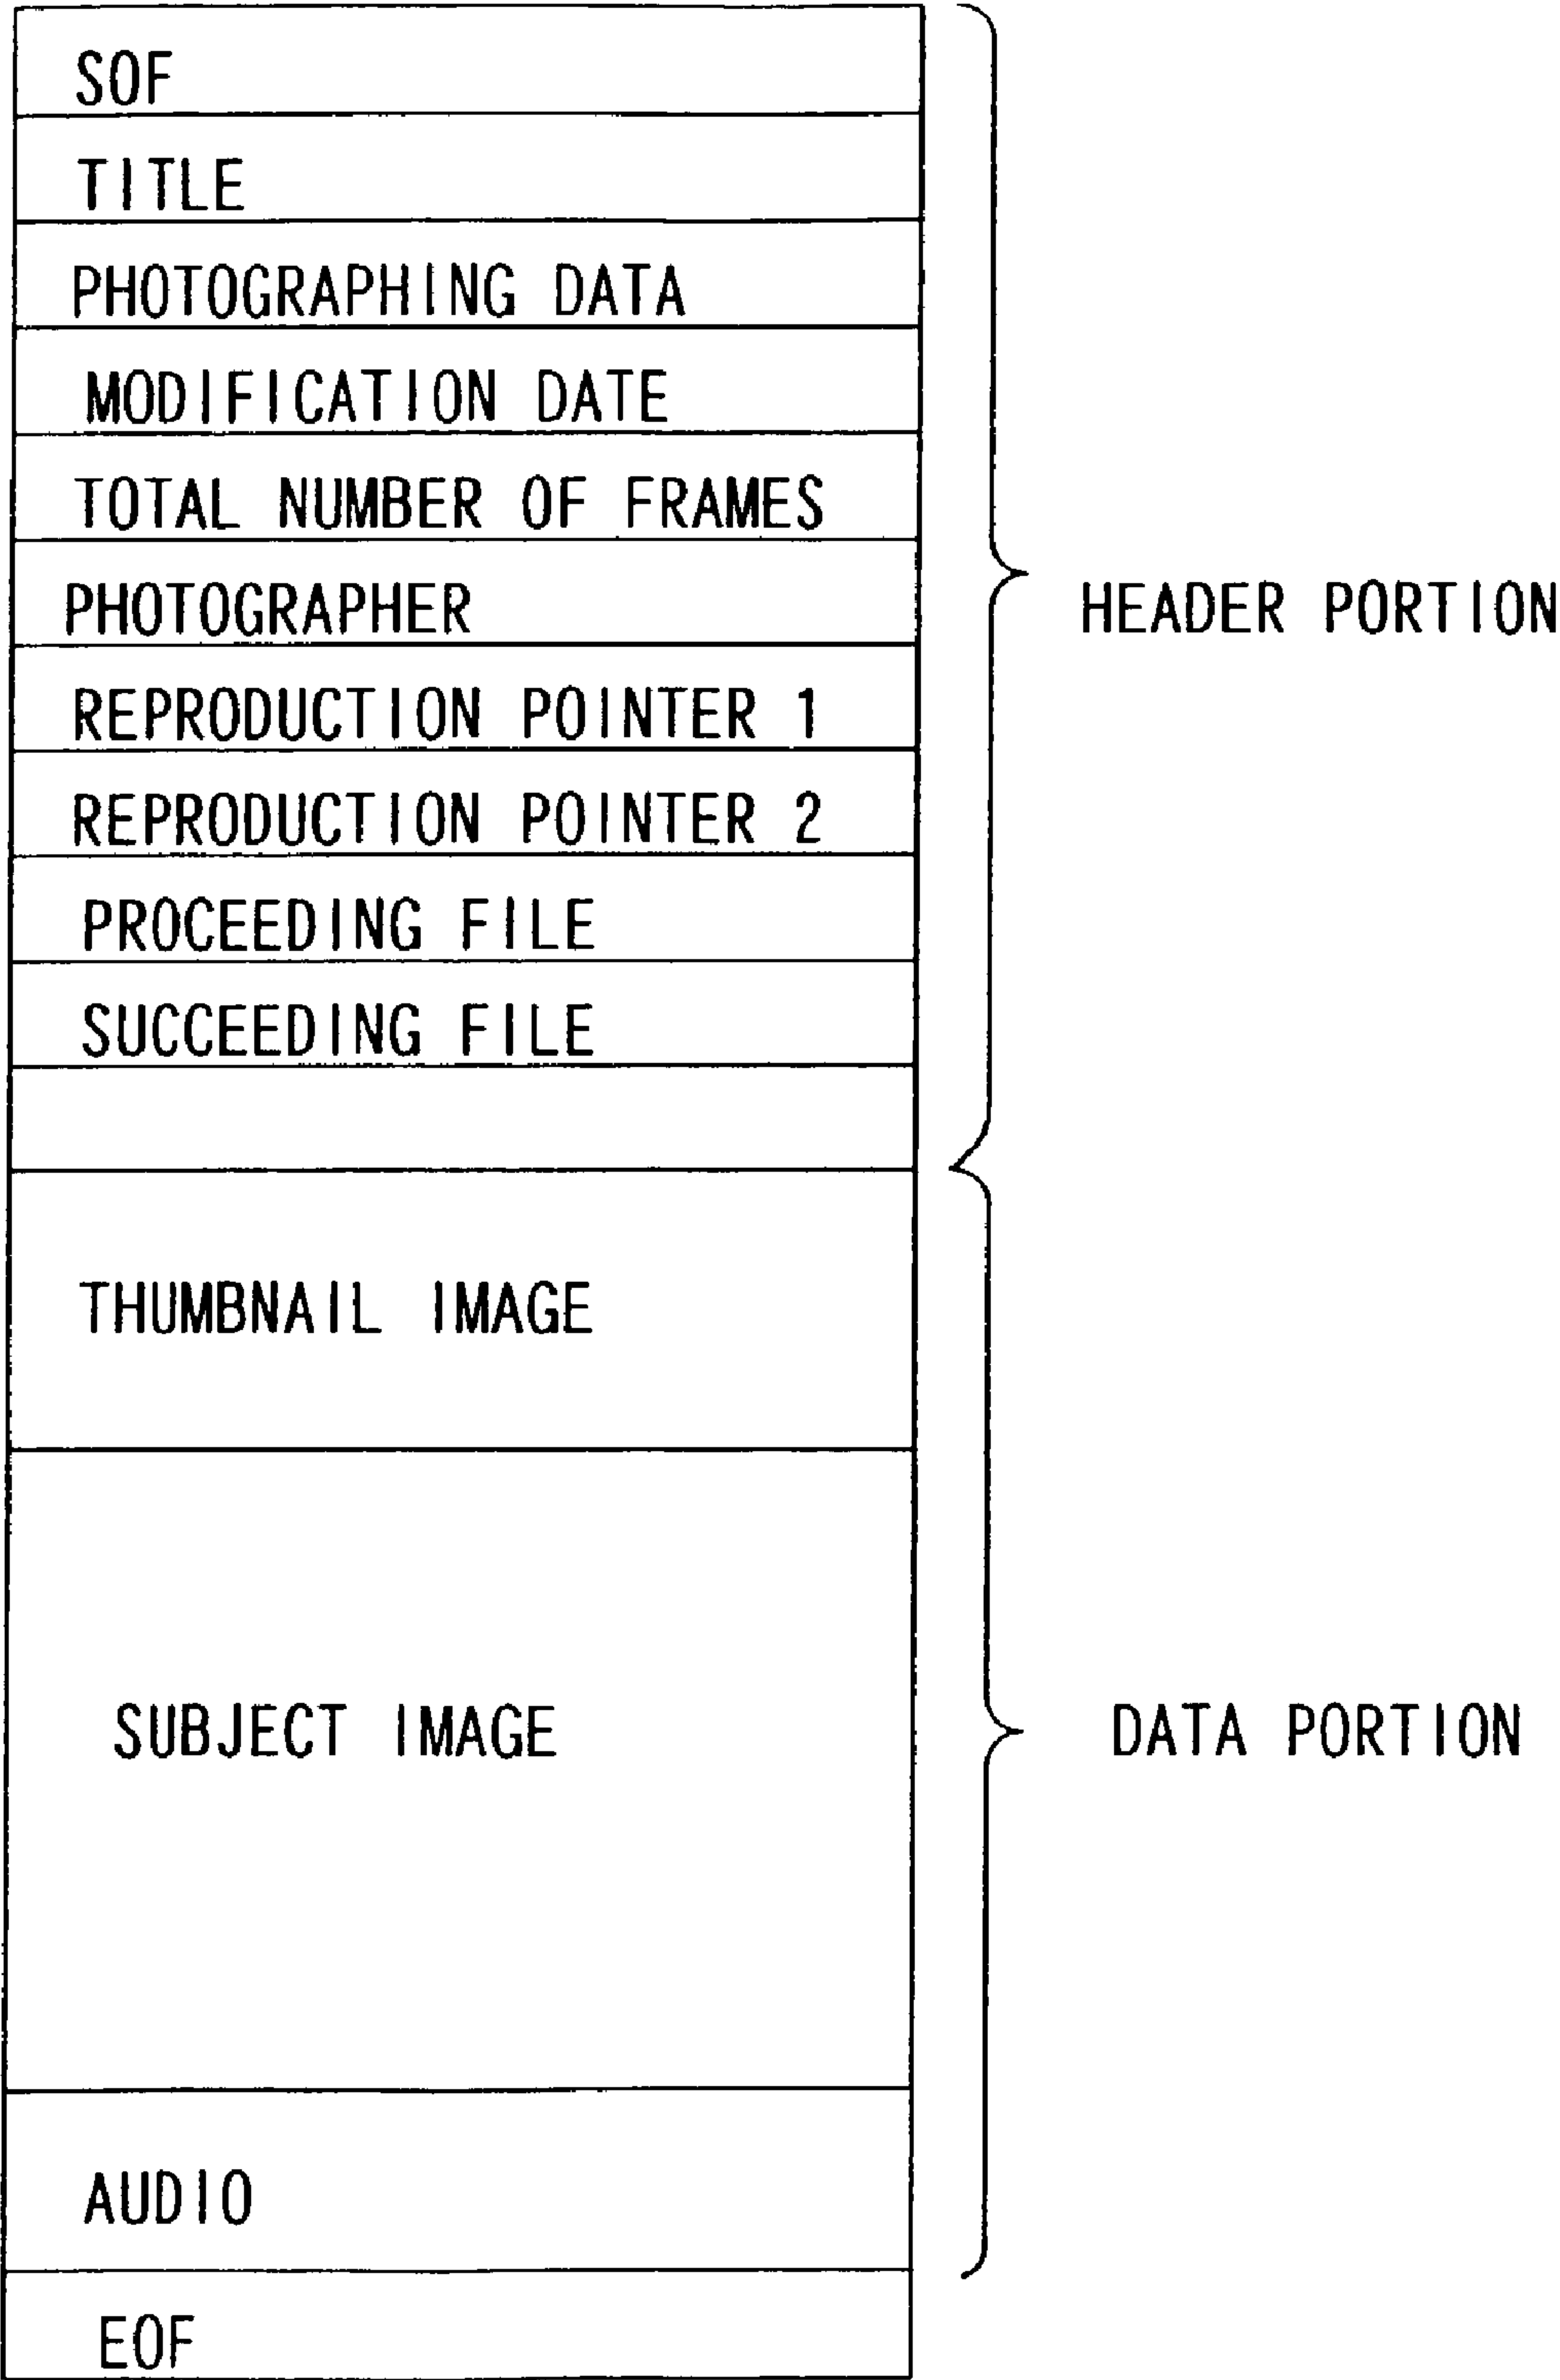 SOF
TITLE
PHOTOGRAPHING DATA
MODIFICATION DATE
TOTAL NUMBER OF FRAMES
PHOTOGRAPHER
REPRODUCTION POINTER 1
REPRODUCTION POINTER 2
PROCEEDING FILE
SUCCEEDING FILE
HEADER PORTION
THUMBNAIL IMAGE
SUBJECT IMAGE
AUDIO
DATA PORTION
EOF